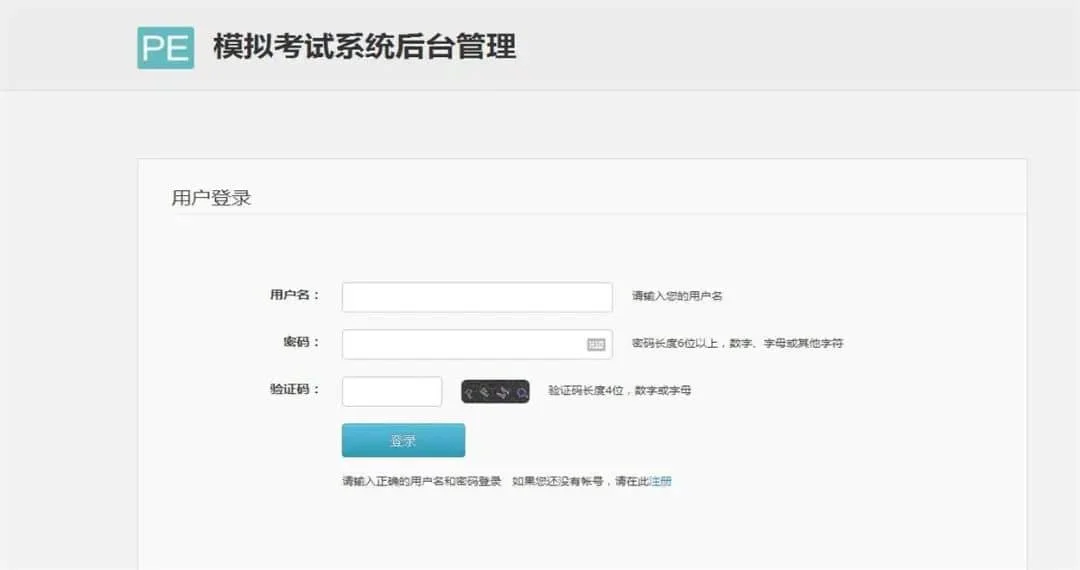 PE 模拟考试系统后台管理
用户登录
用户名： 请输入您的用户名
密码： 密码长度6位以上，数字、字母或其他字符
验证码： 验证码长度4位，数字或字母
登录
请输入正确的用户名和密码登录 如果您还没有帐号，请在此注册